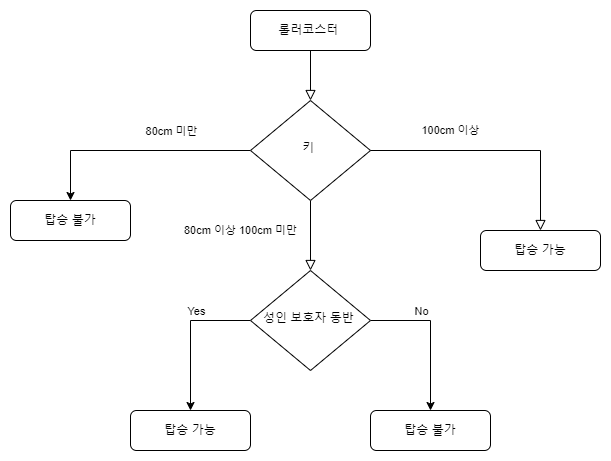 롤러코스터
80cm 미만
100cm 이상
키
탑승 불가
80cm 이상 100cm 미만
탑승 가능
Yes
성인 보호자 동반
No
탑승 가능
탑승 불가